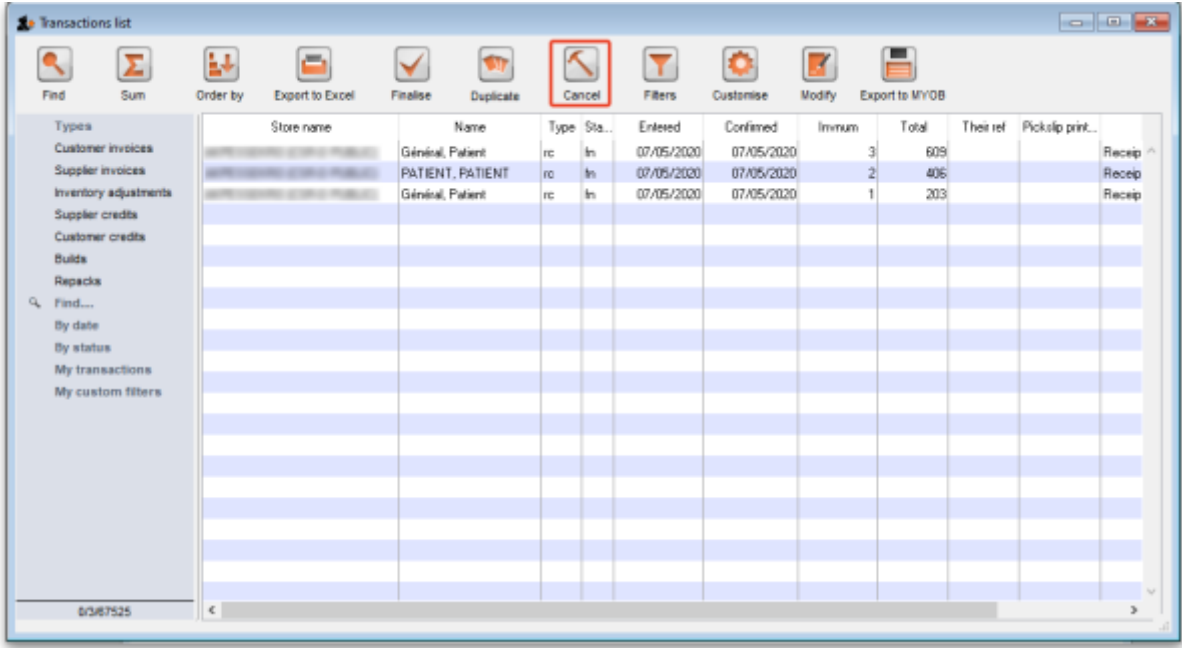 Transactions list
Find Sum Order by Export to Excel Finalise Duplicate Cancel Filters Customise Modify Export to MYOB
Types
Customer invoices
Supplier invoices
Inventory adjustments
Supplier credits
Customer credits
Builds
Repacks
Find....
By date
By status
My transactions
My custom filters
0/3/67525
Store name Name Type Sta... Entered Confirmed Invnum Total Their ref Pickslip print...
Général, Patient rc fn 07/05/2020 07/05/2020 3 609 Receip
PATIENT, PATIENT rc fn 07/05/2020 07/05/2020 2 406 Receip
Général, Patient rc fn 07/05/2020 07/05/2020 1 203 Receip